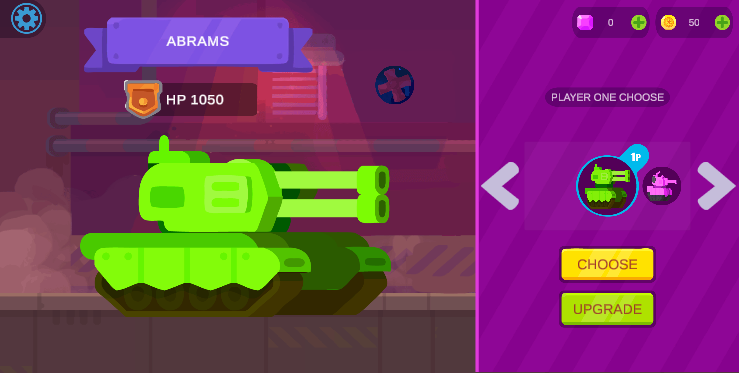 ABRAMS
HP 1050
0
50
PLAYER ONE CHOOSE
1P
CHOOSE
UPGRADE